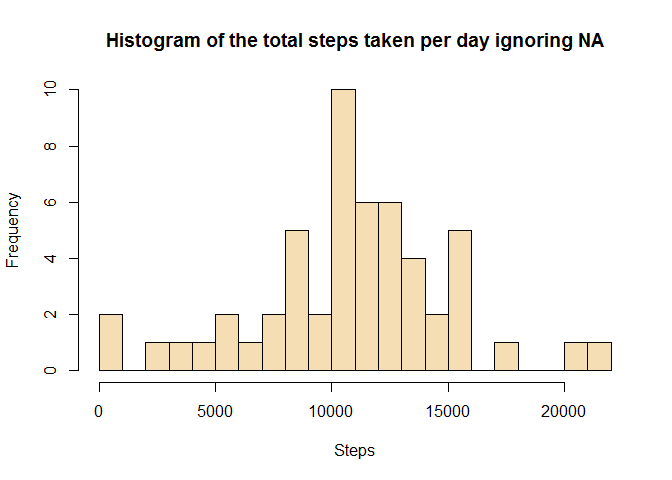 Histogram of the total steps taken per day ignoring NA
Frequency
10
8
6
4
2
0
0 5000 10000 15000 20000
Steps